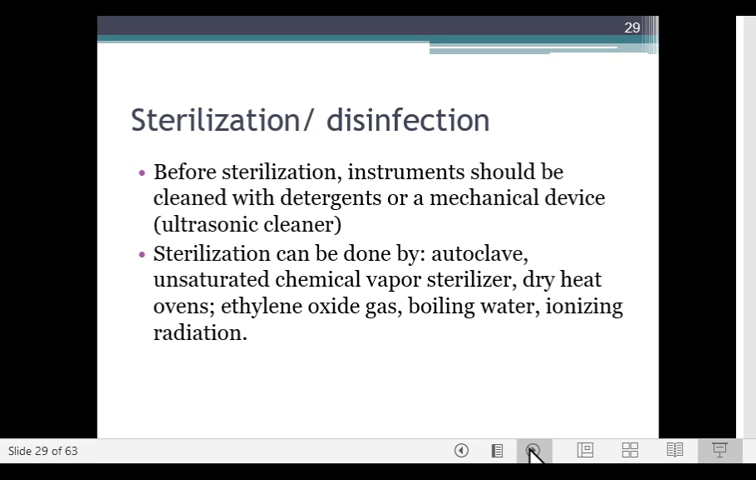 29
Sterilization/ disinfection
• Before sterilization, instruments should be
cleaned with detergents or a mechanical device
(ultrasonic cleaner)
• Sterilization can be done by: autoclave,
unsaturated chemical vapor sterilizer, dry heat
ovens; ethylene oxide gas, boiling water, ionizing
radiation.
Slide 29 of 63